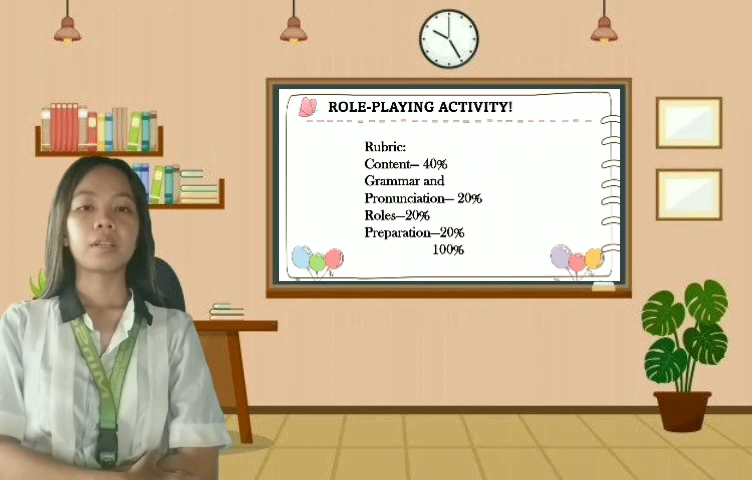 ROLE-PLAYING ACTIVITY!
Rubric:
Content– 40%
Grammar and
Pronunciation– 20%
Roles–20%
Preparation–20%
100%